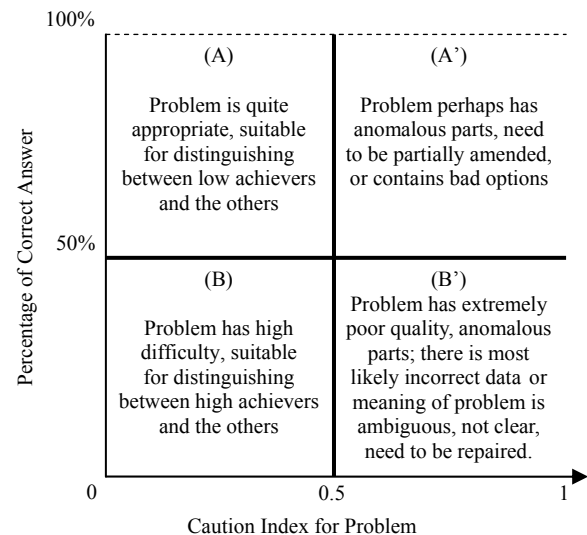 100%
(A)
Problem is quite
appropriate, suitable
for distinguishing
between low achievers
and the others
(A’)
Problem perhaps has
anomalous parts, need
to be partially amended,
or contains bad options
Percentage of Correct Answer
50%
(B)
Problem has high
difficulty, suitable
for distinguishing
between high achievers
and the others
(B’)
Problem has extremely
poor quality, anomalous
parts; there is most
likely incorrect data or
meaning of problem is
ambiguous, not clear,
need to be repaired.
0
0.5
1
Caution Index for Problem